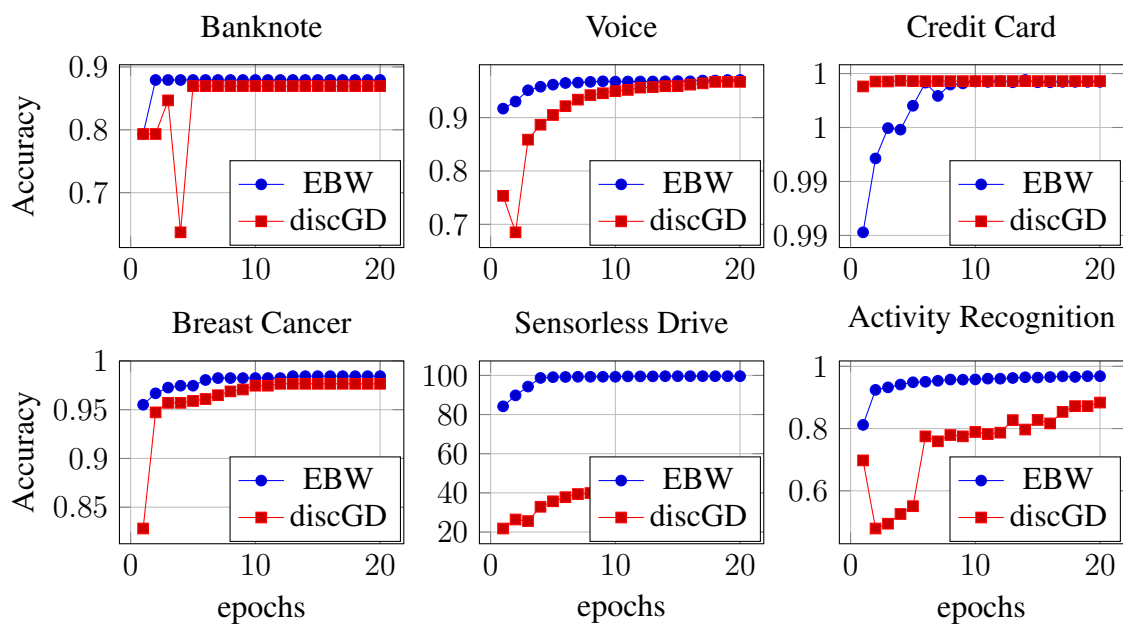 Banknote
0.9
0.8
0.7
Accuracy
EBW
discGD
0 10 20
Voice
0.9
0.8
0.7
EBW
discGD
0 10 20
Credit Card
1
1
0.99
0.99
EBW
discGD
0 10 20
Breast Cancer
1
0.95
0.9
0.85
Accuracy
EBW
discGD
0 10 20
epochs
Sensorless Drive
100
80
60
40
20
EBW
discGD
0 10 20
epochs
Activity Recognition
1
0.8
0.6
EBW
discGD
0 10 20
epochs